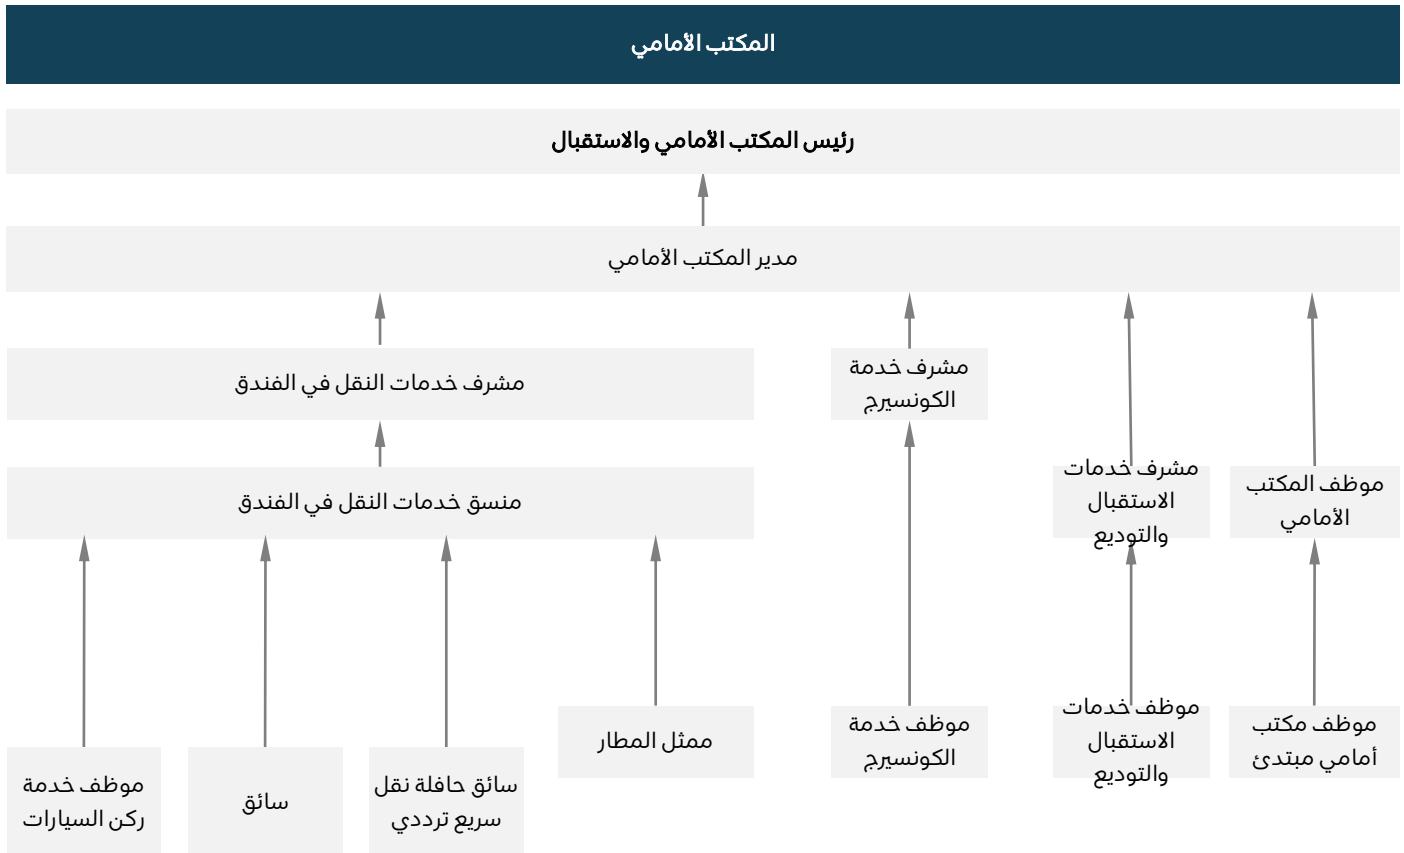 المكتب الأمامي
رئيس المكتب الأمامي والاستقبال
مدير المكتب الأمامي
مشرف خدمة
الكونسيرج
مشرف خدمات النقل في الفندق
موظف المكتب
الأمامي
مشرف خدمات
الاستقبال
والتوديع
منسق خدمات النقل في الفندق
موظف مكتب
أمامي مبتدئ
موظف خدمات
الاستقبال
والتوديع
موظف خدمة
الكونسيرج
ممثل المطار
سائق حافلة نقل
سريع ترددي
سائق
موظف خدمة
ركن السيارات